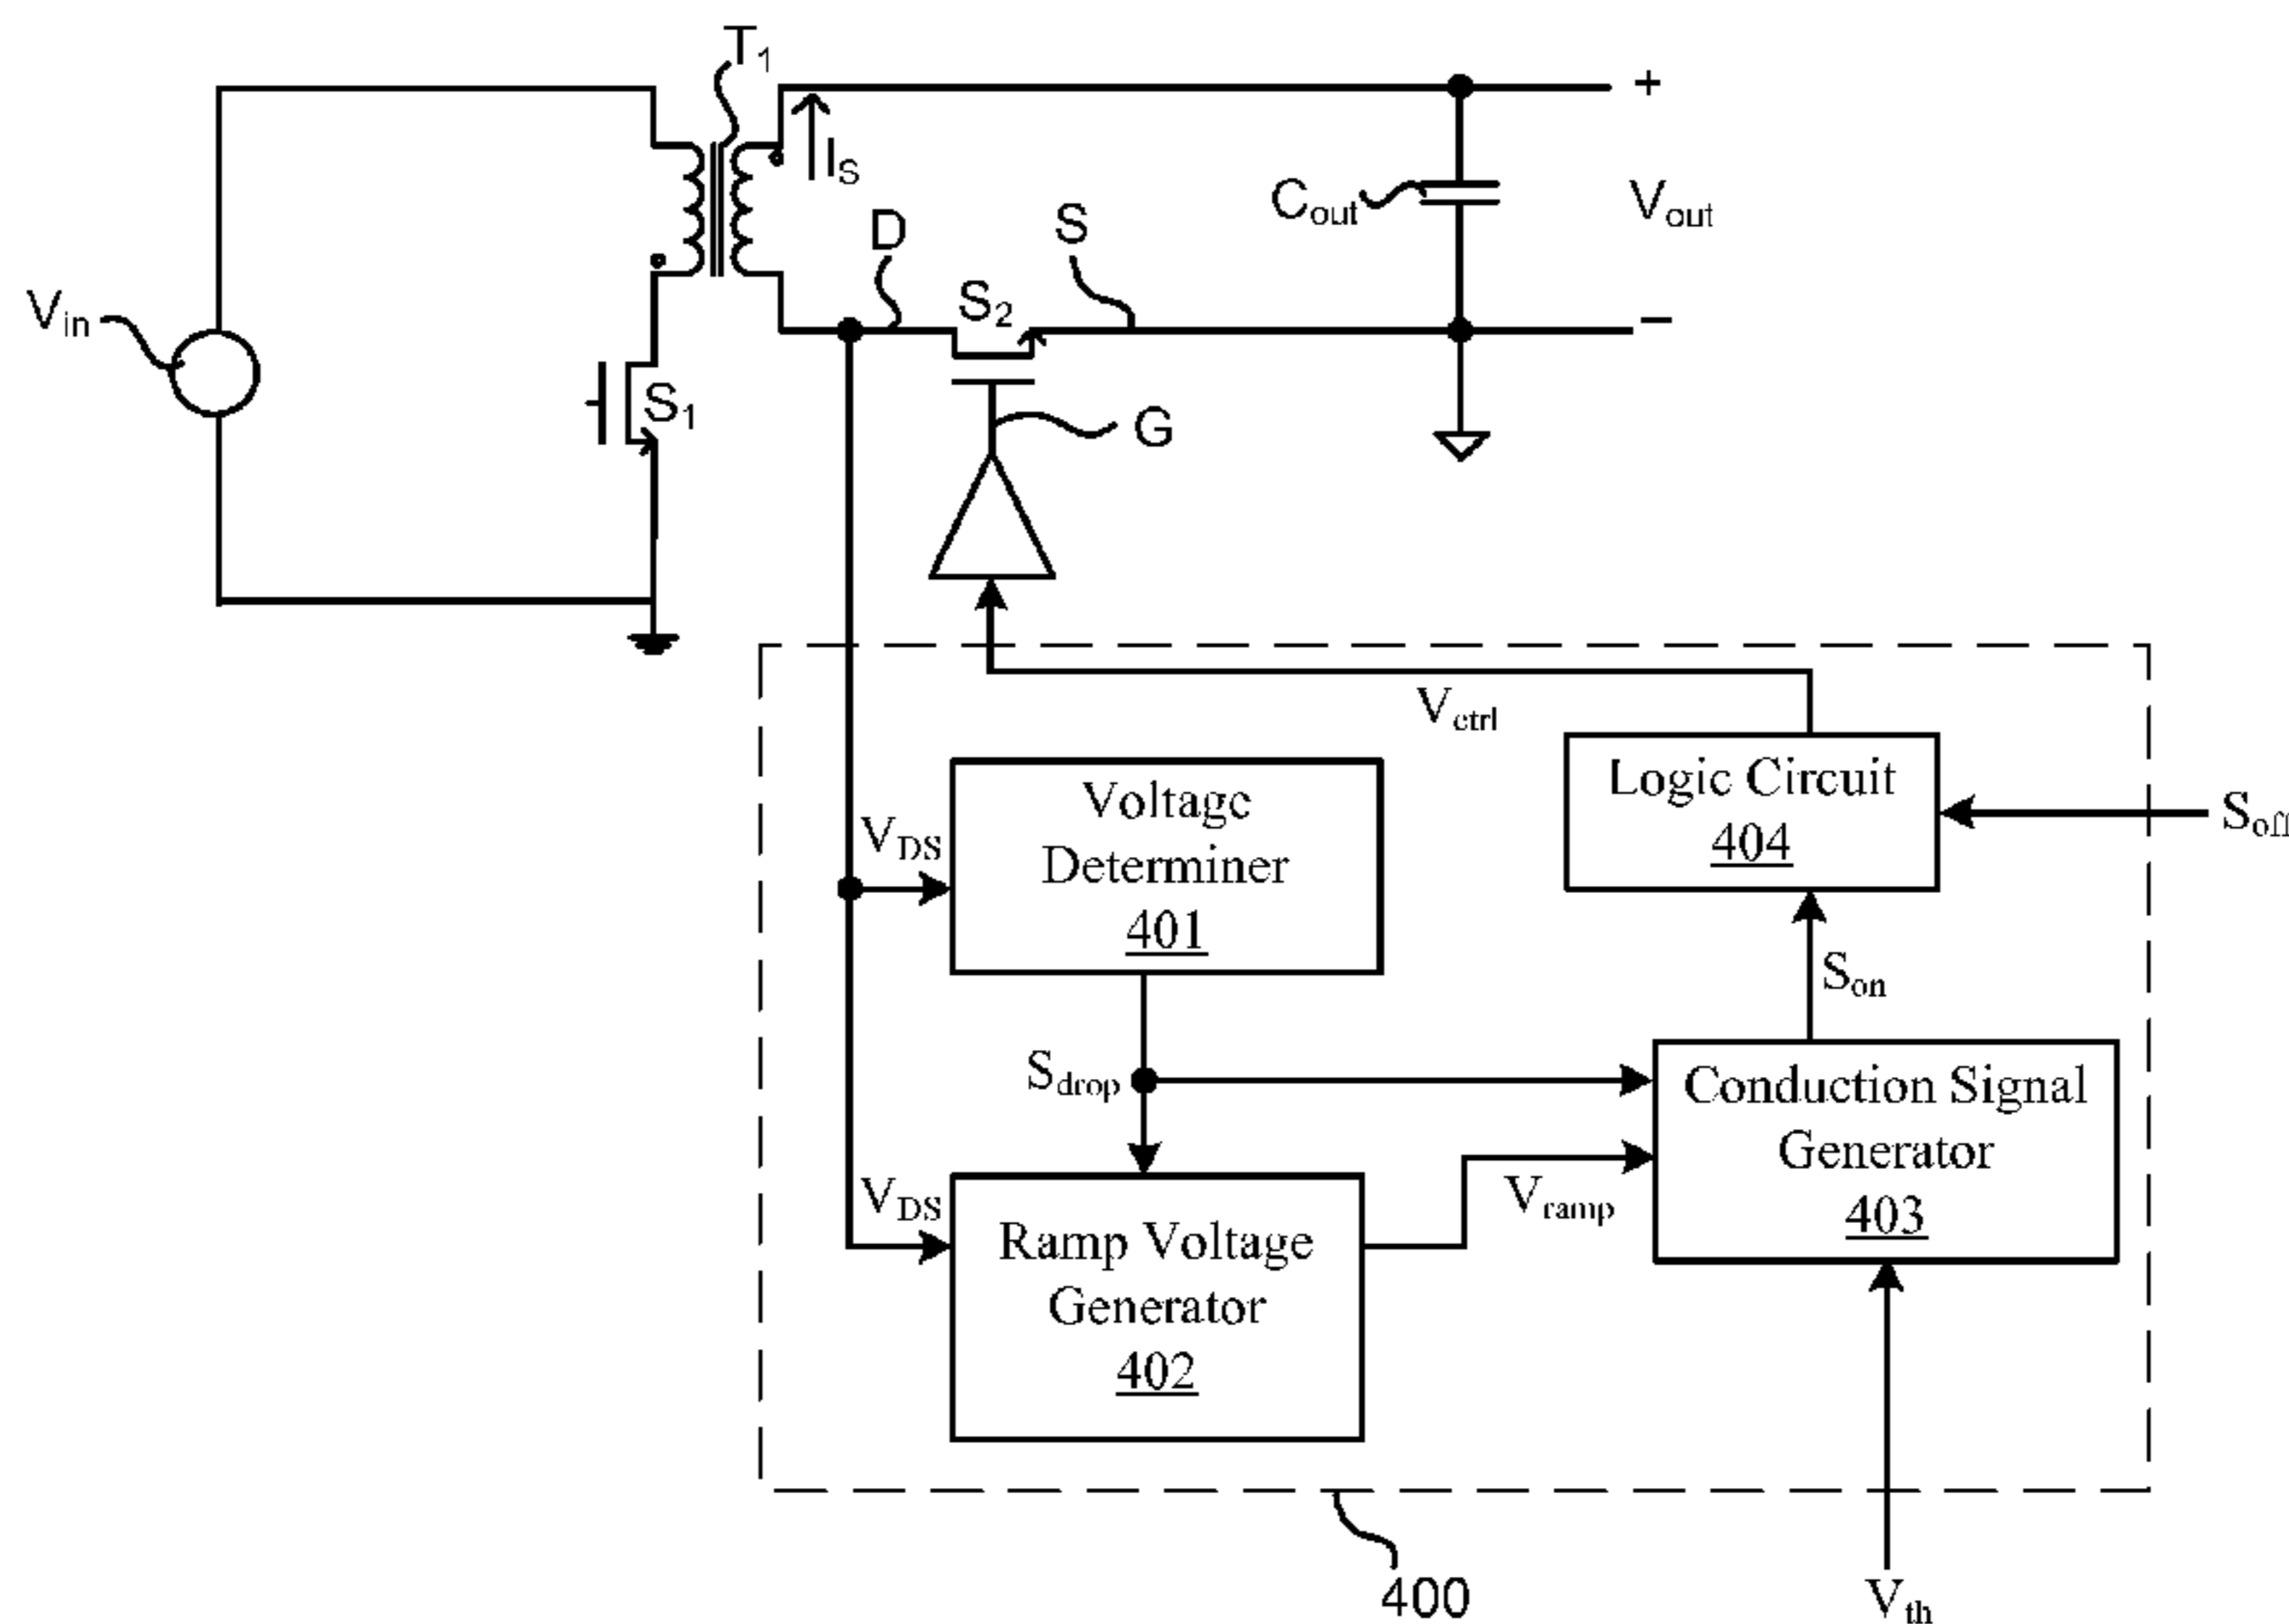 T1
+
IS
Cout
Vout
D
S
S2
Vin
−
S1
G
Vctrl
Logic Circuit
404
Soff
Voltage
Determiner
401
VDS
Son
Sdrop
Conduction Signal
Generator
403
VDS
Vramp
Ramp Voltage
Generator
402
400
Vth